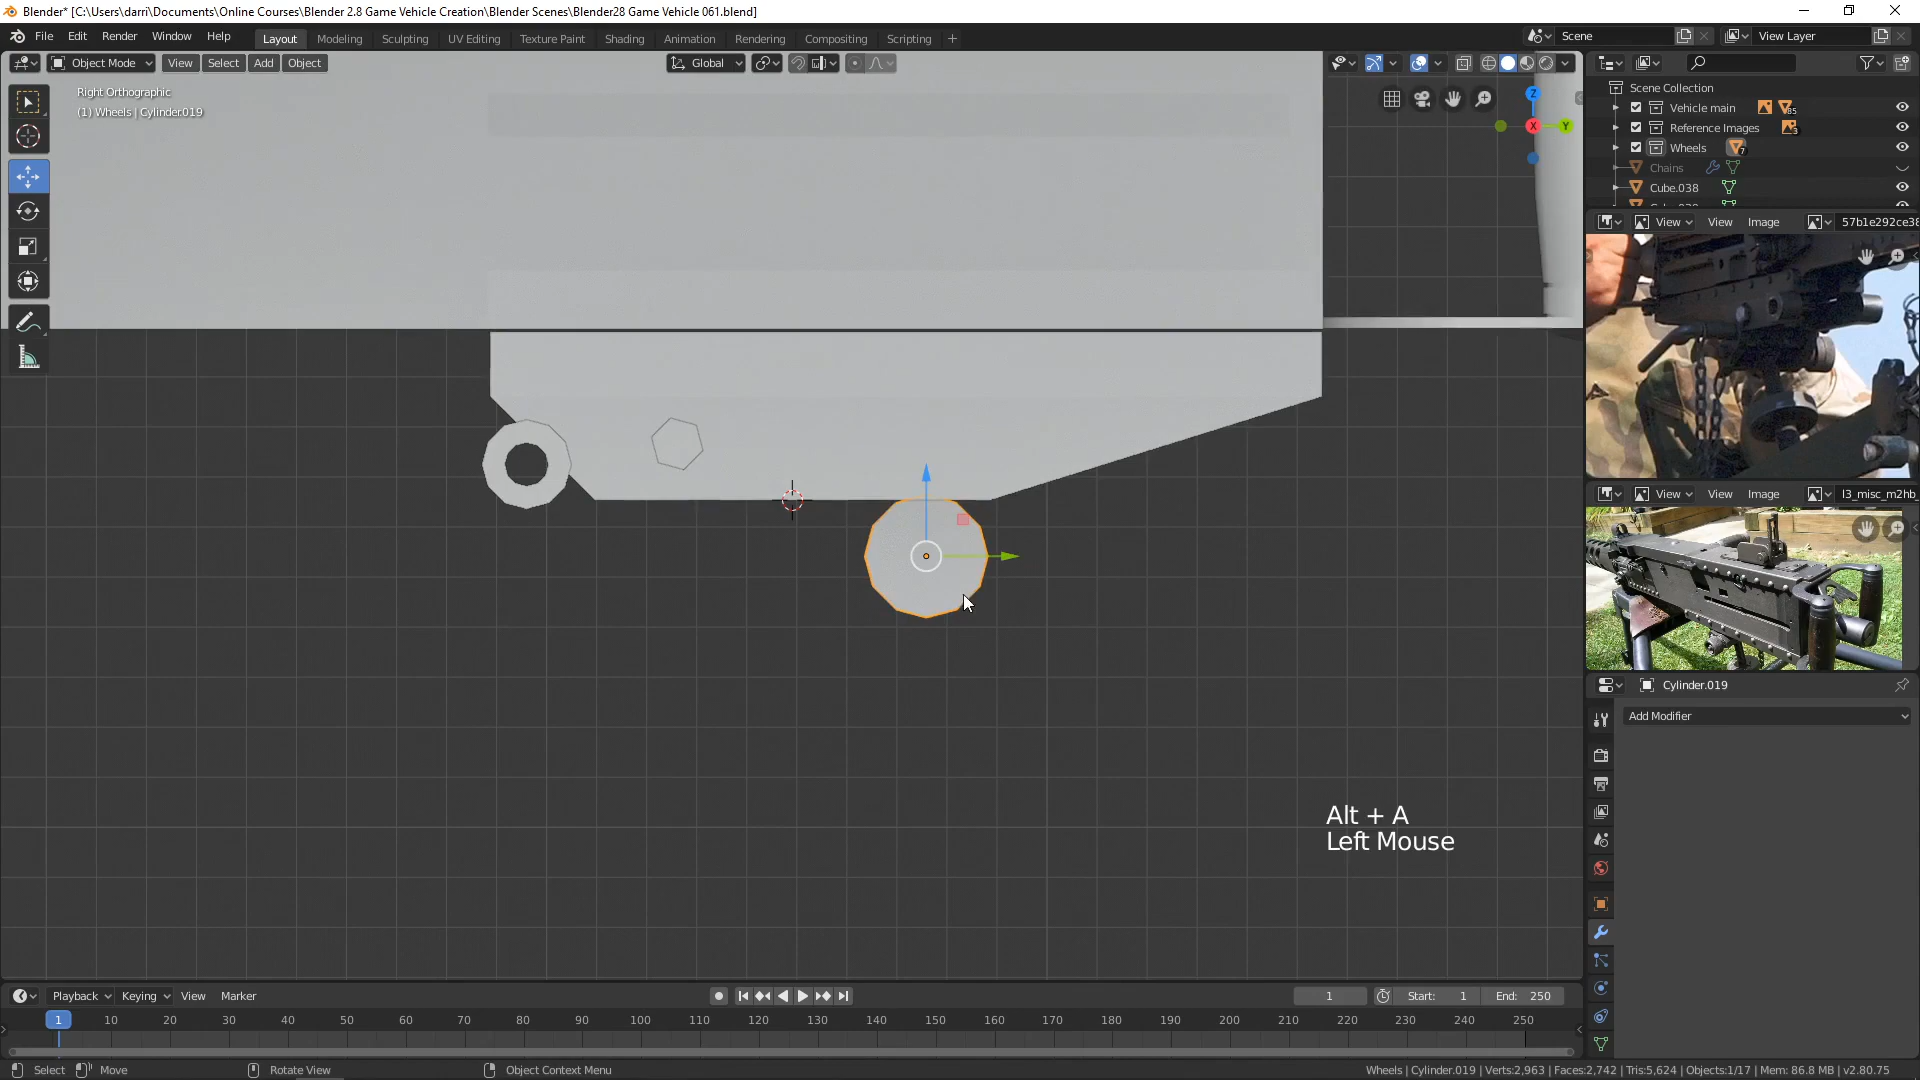 Blender* [C:\Users\darri\Documents\Online Courses\Blender 2.8 Game Vehicle Creation\Blender Scenes\Blender28 Game Vehicle 061.blend]
File Edit Render Window Help Layout Modeling Sculpting UV Editing Texture Paint Shading Animation Rendering Compositing Scripting + Scene View Layer
Object Mode View Select Add Object Global
Right Orthographic
(1) Wheels | Cylinder.019
Z
X
Y
Scene Collection
Vehicle main 85
Reference Images 3
Wheels 7
Chains
Cube.038
View View Image 57b1e292ce38
View View Image l3_misc_m2hb_
Cylinder.019
Add Modifier
Alt + A
Left Mouse
Playback Keying View Marker 1 Start: 1 End: 250
1 10 20 30 40 50 60 70 80 90 100 110 120 130 140 150 160 170 180 190 200 210 220 230 240 250
Select Move Rotate View Object Context Menu Wheels | Cylinder.019 | Verts:2,963 | Faces:2,742 | Tris:5,624 | Objects:1/17 | Mem: 86.8 MB | v2.80.75